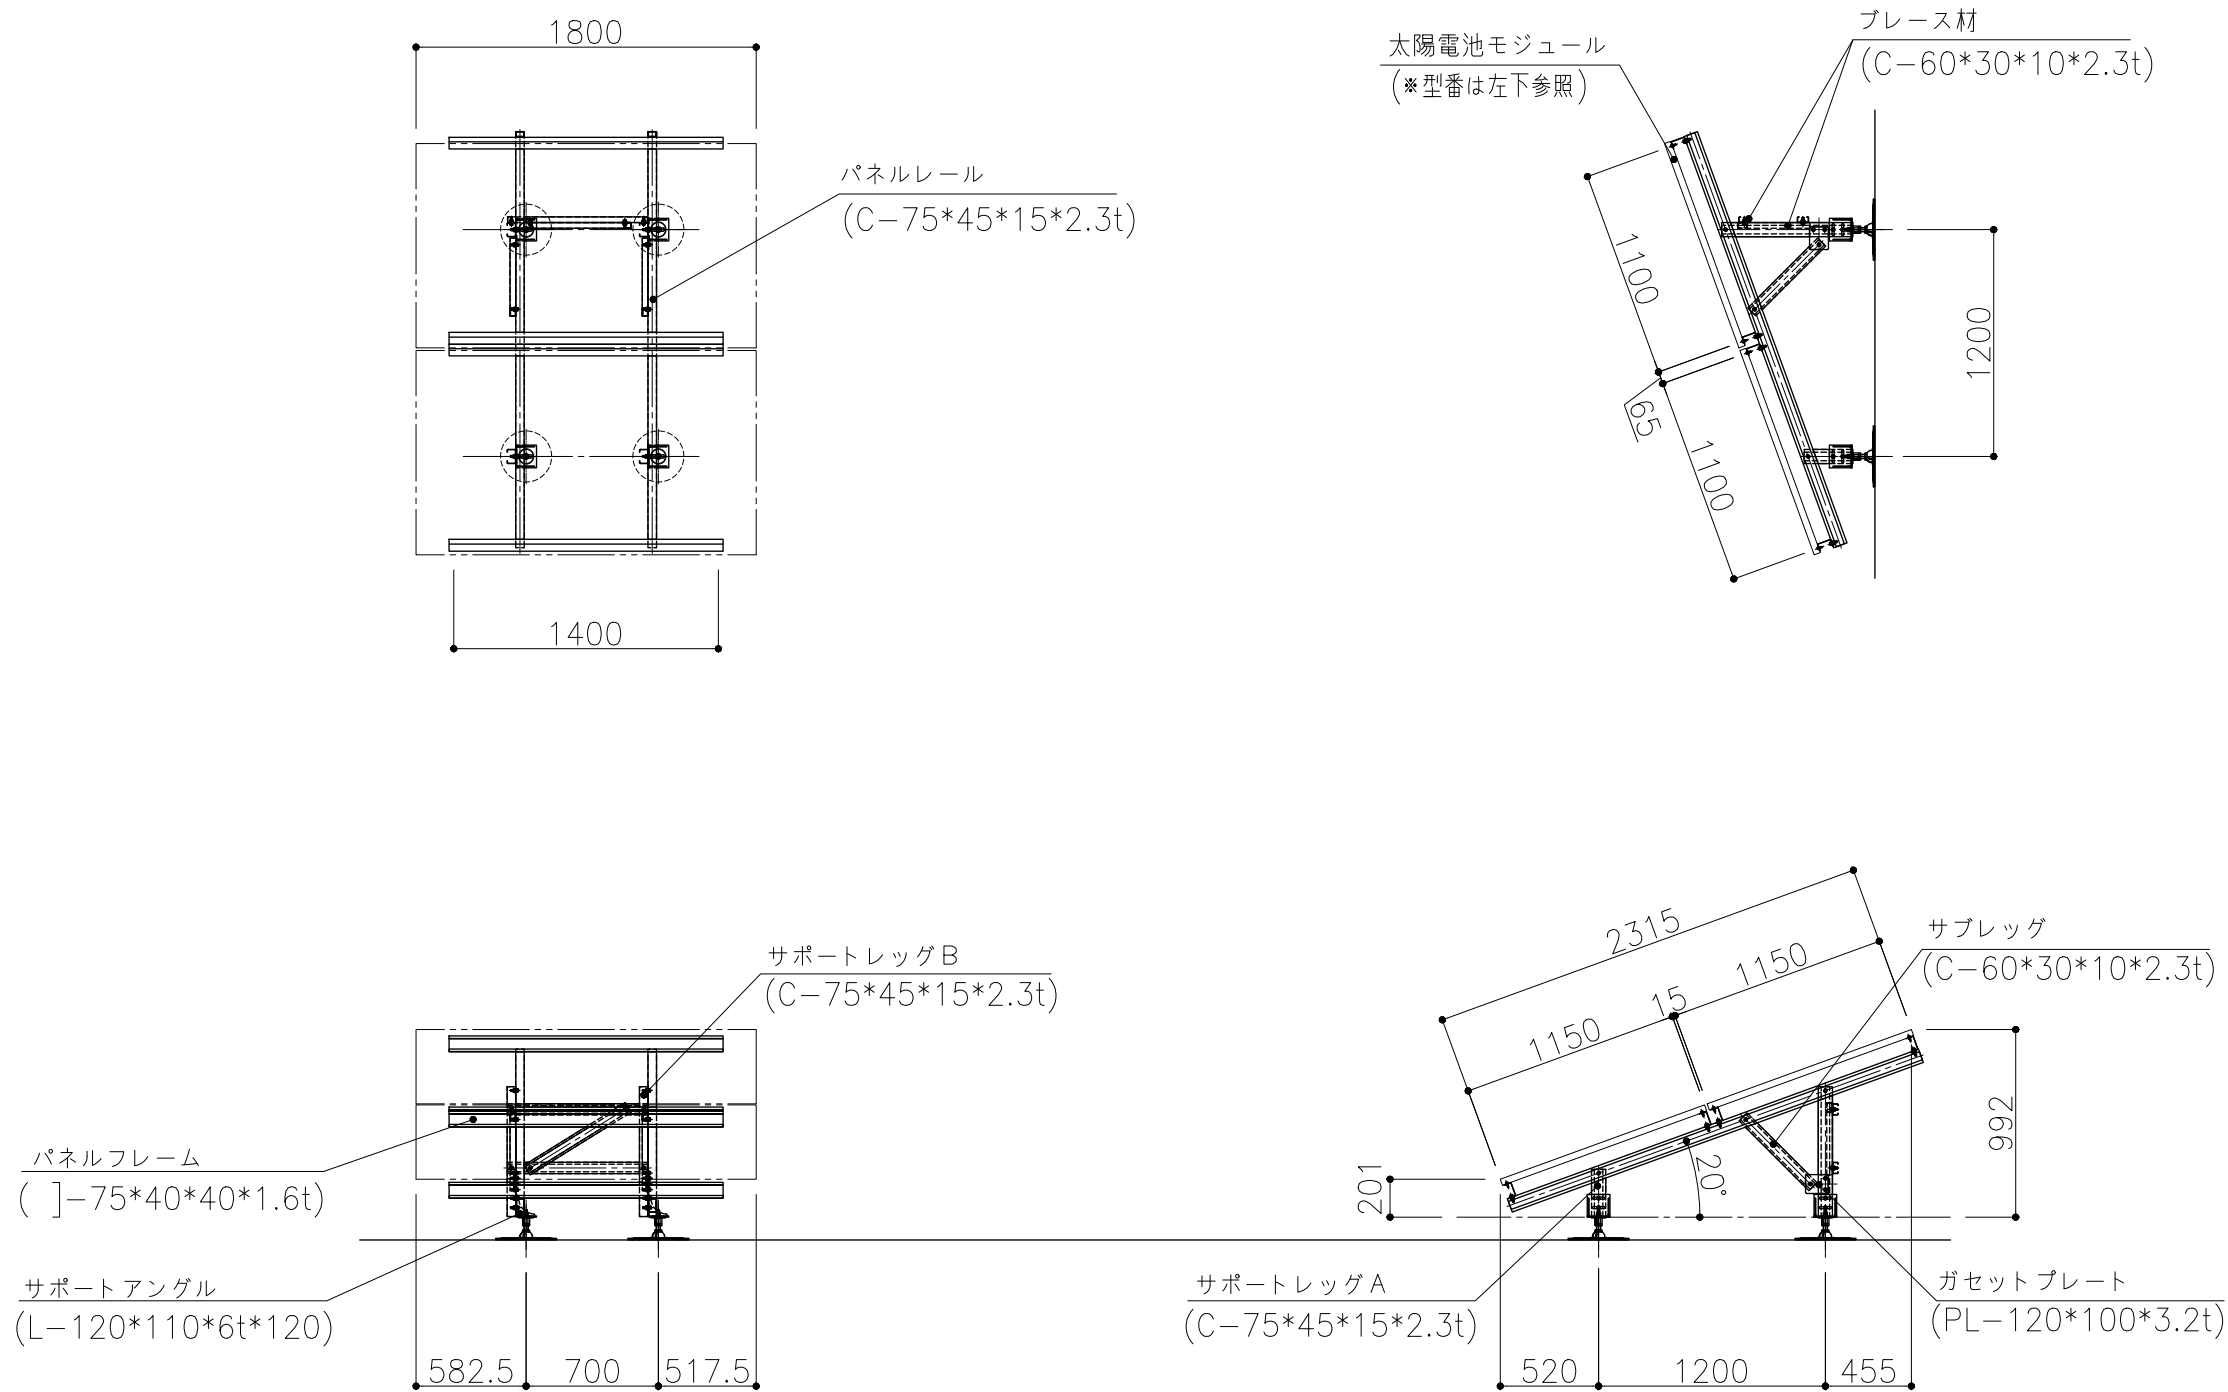 1800
太陽電池モジュール
(※型番は左下参照)
ブレース材
(C-60*30*10*2.3t)
パネルレール
(C-75*45*15*2.3t)
1100
65
1100
1200
1400
サポートレッグB
(C-75*45*15*2.3t)
パネルフレーム
( ]-75*40*40*1.6t)
サポートアングル
(L-120*110*6t*120)
582.5
700
517.5
2315
1150
15
1150
サブレッグ
(C-60*30*10*2.3t)
992
201
20°
サポートレッグA
(C-75*45*15*2.3t)
ガセットプレート
(PL-120*100*3.2t)
520
1200
455